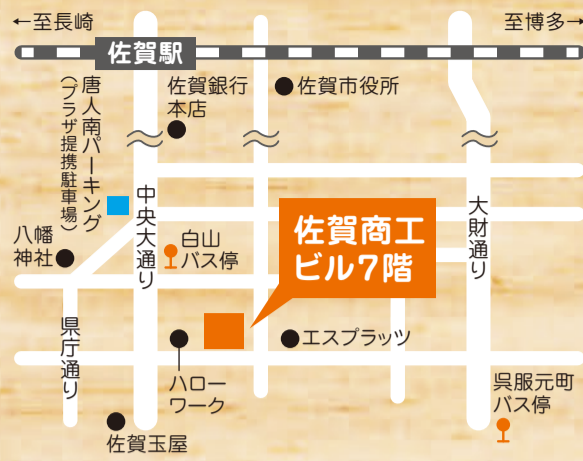 ←至長崎
至博多→
佐賀駅
佐賀銀行
本店
佐賀市役所
唐人南パーキング
（プラザ提携駐車場）
中央大通り
大財通り
八幡
神社
白山
バス停
佐賀商工
ビル7階
県庁通り
エスプラッツ
ハロー
ワーク
呉服元町
バス停
佐賀玉屋